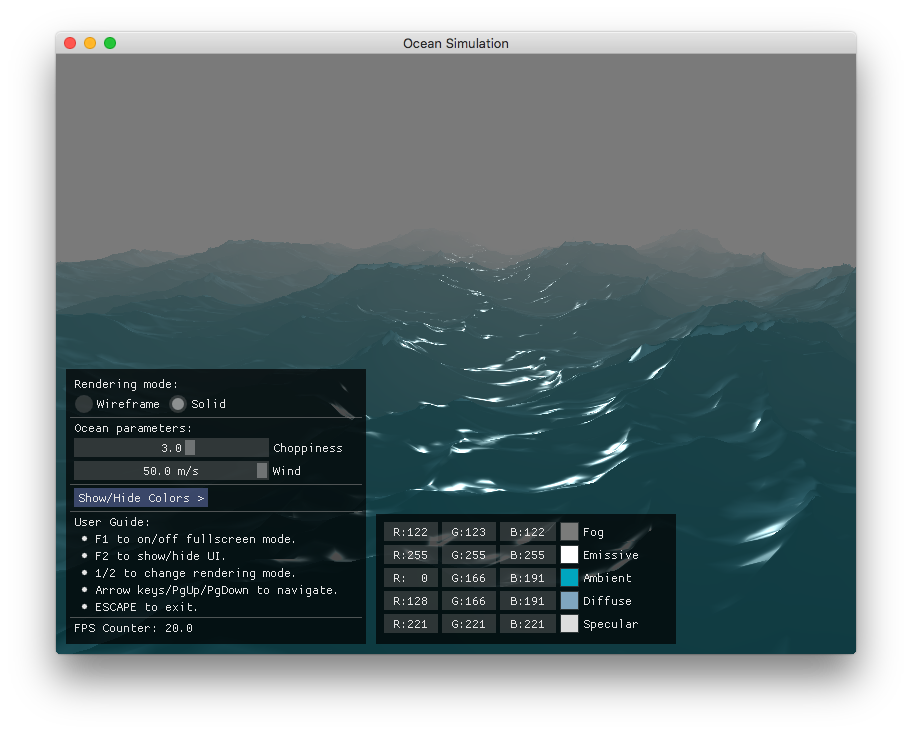 Ocean Simulation
Rendering mode:
Wireframe Solid
Ocean parameters:
3.0 Choppiness
50.0 m/s Wind
Show/Hide Colors >
User Guide:
F1 to on/off fullscreen mode.
F2 to show/hide UI.
1/2 to change rendering mode.
Arrow keys/PgUp/PgDown to navigate.
ESCAPE to exit.
FPS Counter: 20.0
R:122 G:123 B:122 Fog
R:255 G:255 B:255 Emissive
R: 0 G:166 B:191 Ambient
R:128 G:166 B:191 Diffuse
R:221 G:221 B:221 Specular